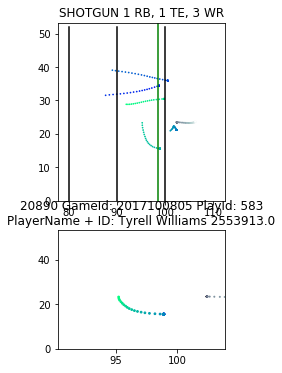 SHOTGUN 1 RB, 1 TE, 3 WR
50
40
30
20
10
0
80 90 100 110
20890 GameId: 2017100805 PlayId: 583
PlayerName + ID: Tyrell Williams 2553913.0
40
20
0
95 100